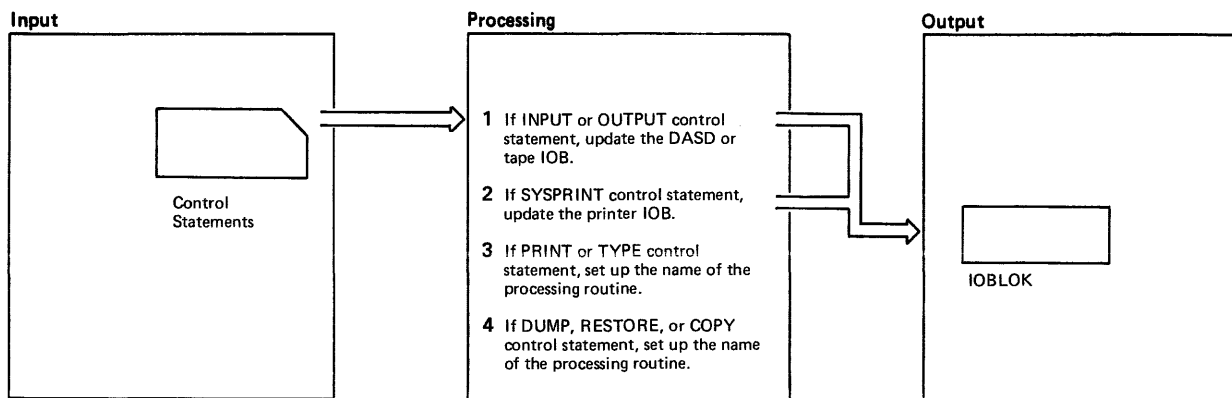 Input
Control
Statements
Processing
1 If INPUT or OUTPUT control
statement, update the DASD or
tape IOB.
2 If SYSPRINT control statement,
update the printer IOB.
3 If PRINT or TYPE control
statement, set up the name of the
processing routine.
4 If DUMP, RESTORE, or COPY
control statement, set up the name
of the processing routine.
Output
IOBLOK